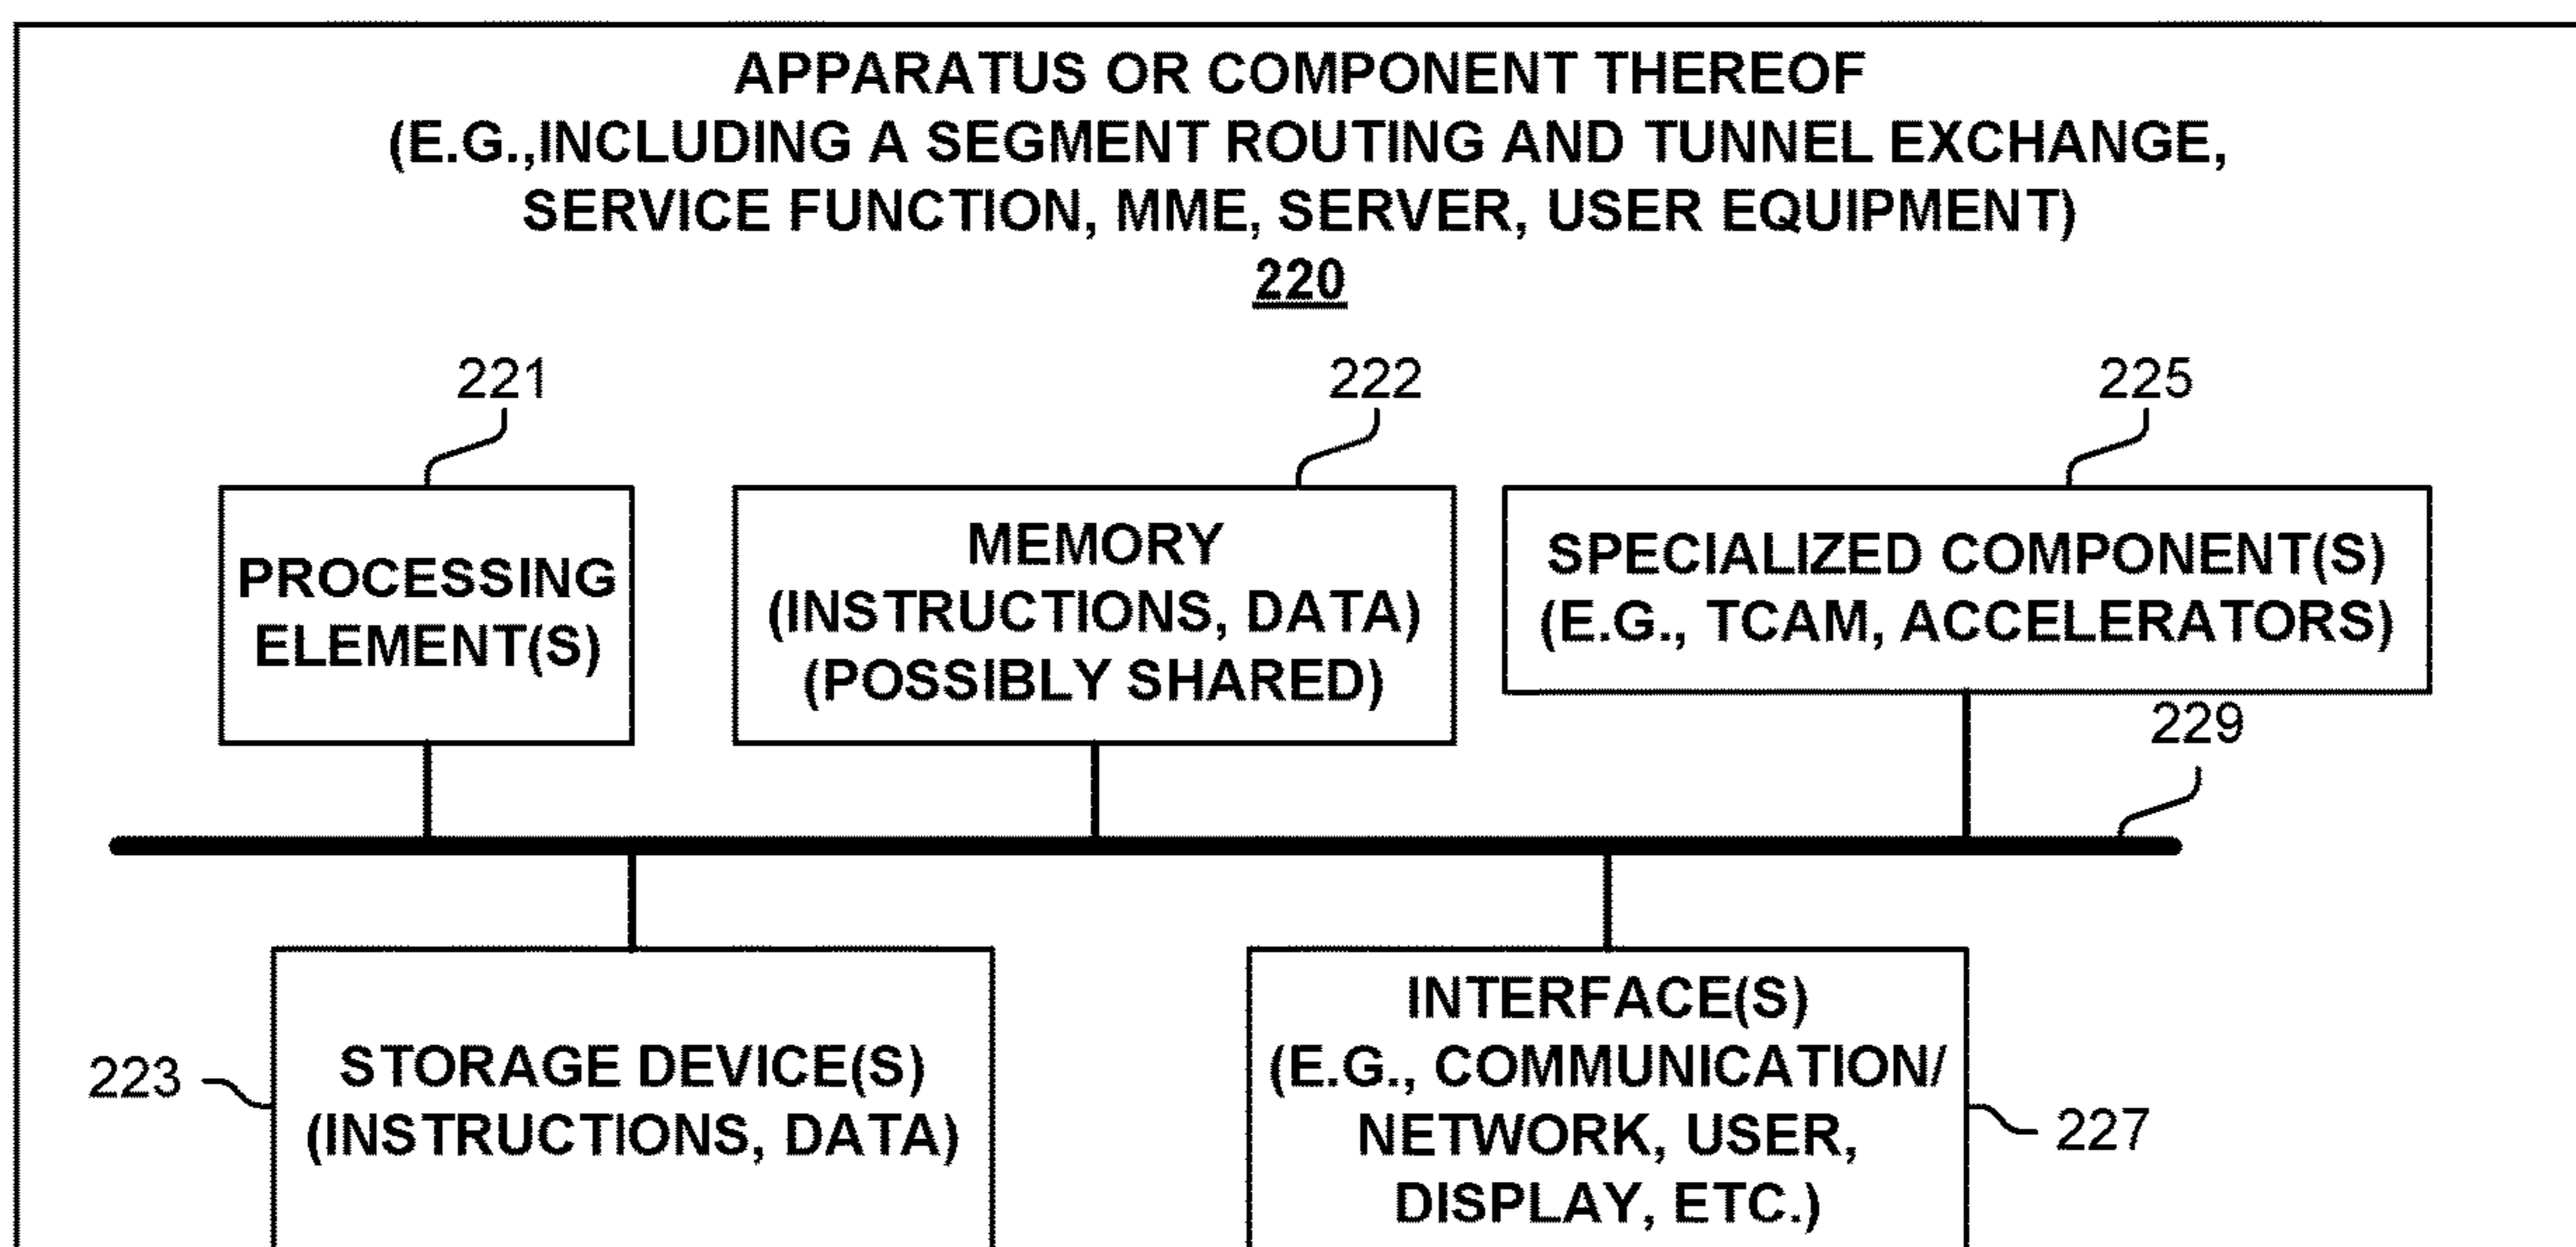 APPARATUS OR COMPONENT THEREOF
(E.G.,INCLUDING A SEGMENT ROUTING AND TUNNEL EXCHANGE,
SERVICE FUNCTION, MME, SERVER, USER EQUIPMENT)
220
221
222
225
PROCESSING
ELEMENT(S)
MEMORY
(INSTRUCTIONS, DATA)
(POSSIBLY SHARED)
SPECIALIZED COMPONENT(S)
(E.G., TCAM, ACCELERATORS)
229
223
STORAGE DEVICE(S)
(INSTRUCTIONS, DATA)
INTERFACE(S)
(E.G., COMMUNICATION/
NETWORK, USER,
DISPLAY, ETC.)
227